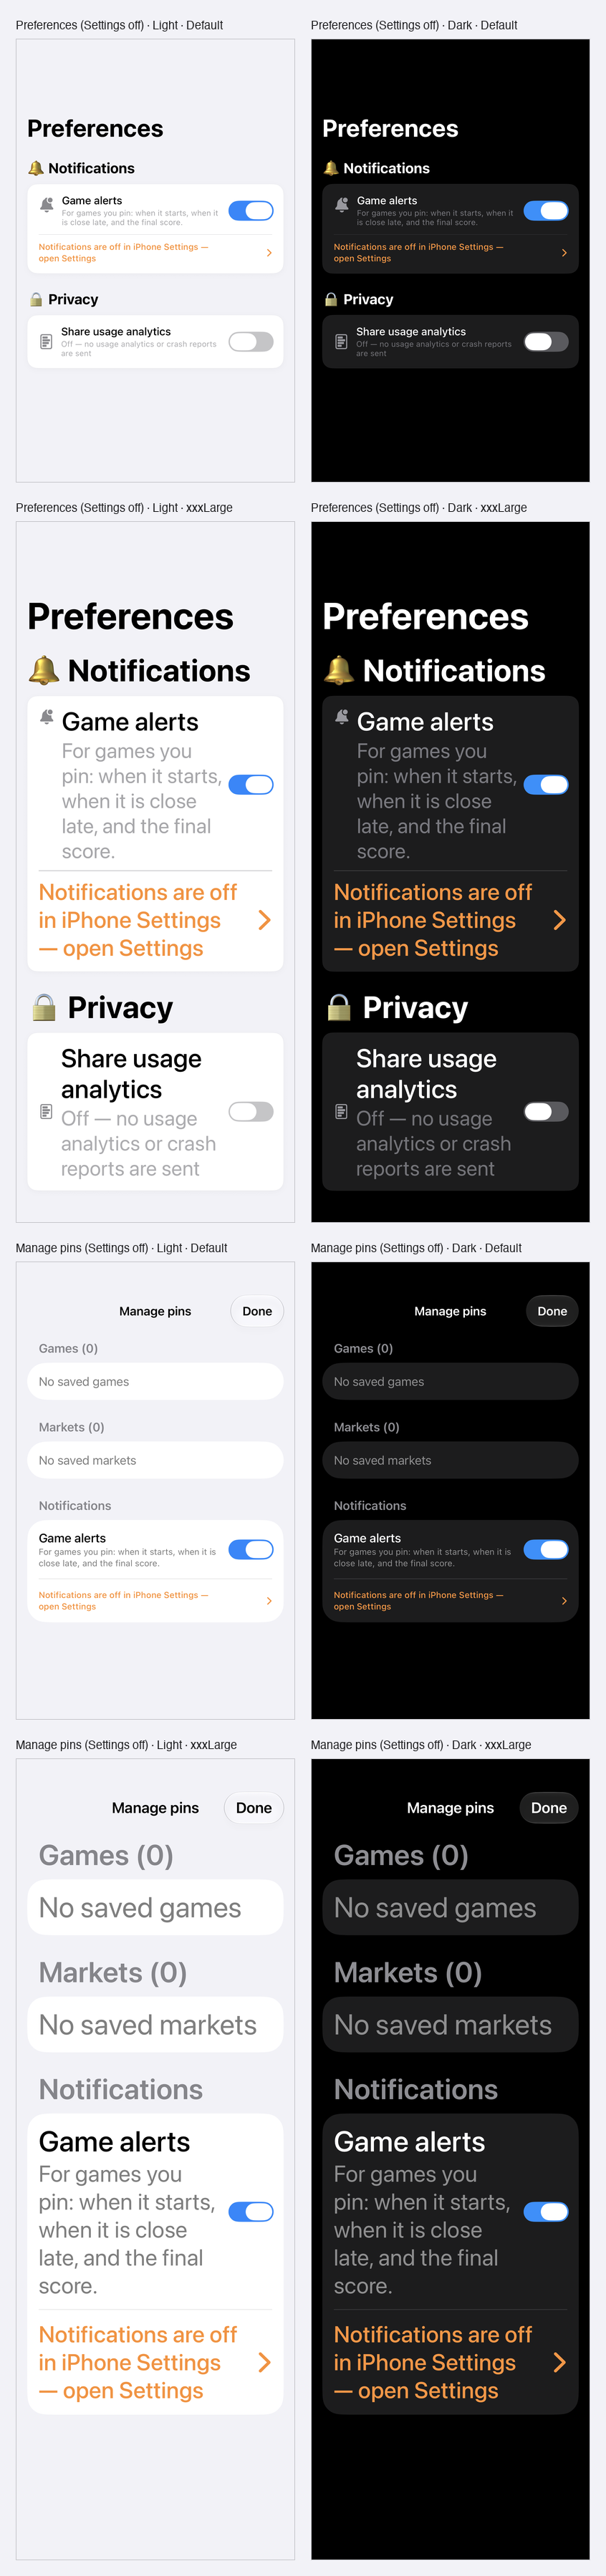 Preferences (Settings off) · Light · Default
Preferences
🔔 Notifications
Game alerts
For games you pin: when it starts, when it
is close late, and the final score.
Notifications are off in iPhone Settings —
open Settings
🔒 Privacy
Share usage analytics
Off — no usage analytics or crash reports
are sent
Preferences (Settings off) · Dark · Default
Preferences
🔔 Notifications
Game alerts
For games you pin: when it starts, when it
is close late, and the final score.
Notifications are off in iPhone Settings —
open Settings
🔒 Privacy
Share usage analytics
Off — no usage analytics or crash reports
are sent
Preferences (Settings off) · Light · xxxLarge
Preferences
🔔 Notifications
Game alerts
For games you
pin: when it starts,
when it is close
late, and the final
score.
Notifications are off
in iPhone Settings
— open Settings
🔒 Privacy
Share usage
analytics
Off — no usage
analytics or crash
reports are sent
Preferences (Settings off) · Dark · xxxLarge
Preferences
🔔 Notifications
Game alerts
For games you
pin: when it starts,
when it is close
late, and the final
score.
Notifications are off
in iPhone Settings
— open Settings
🔒 Privacy
Share usage
analytics
Off — no usage
analytics or crash
reports are sent
Manage pins (Settings off) · Light · Default
Manage pins
Done
Games (0)
No saved games
Markets (0)
No saved markets
Notifications
Game alerts
For games you pin: when it starts, when it is
close late, and the final score.
Notifications are off in iPhone Settings —
open Settings
Manage pins (Settings off) · Dark · Default
Manage pins
Done
Games (0)
No saved games
Markets (0)
No saved markets
Notifications
Game alerts
For games you pin: when it starts, when it is
close late, and the final score.
Notifications are off in iPhone Settings —
open Settings
Manage pins (Settings off) · Light · xxxLarge
Manage pins
Done
Games (0)
No saved games
Markets (0)
No saved markets
Notifications
Game alerts
For games you
pin: when it starts,
when it is close
late, and the final
score.
Notifications are off
in iPhone Settings
— open Settings
Manage pins (Settings off) · Dark · xxxLarge
Manage pins
Done
Games (0)
No saved games
Markets (0)
No saved markets
Notifications
Game alerts
For games you
pin: when it starts,
when it is close
late, and the final
score.
Notifications are off
in iPhone Settings
— open Settings